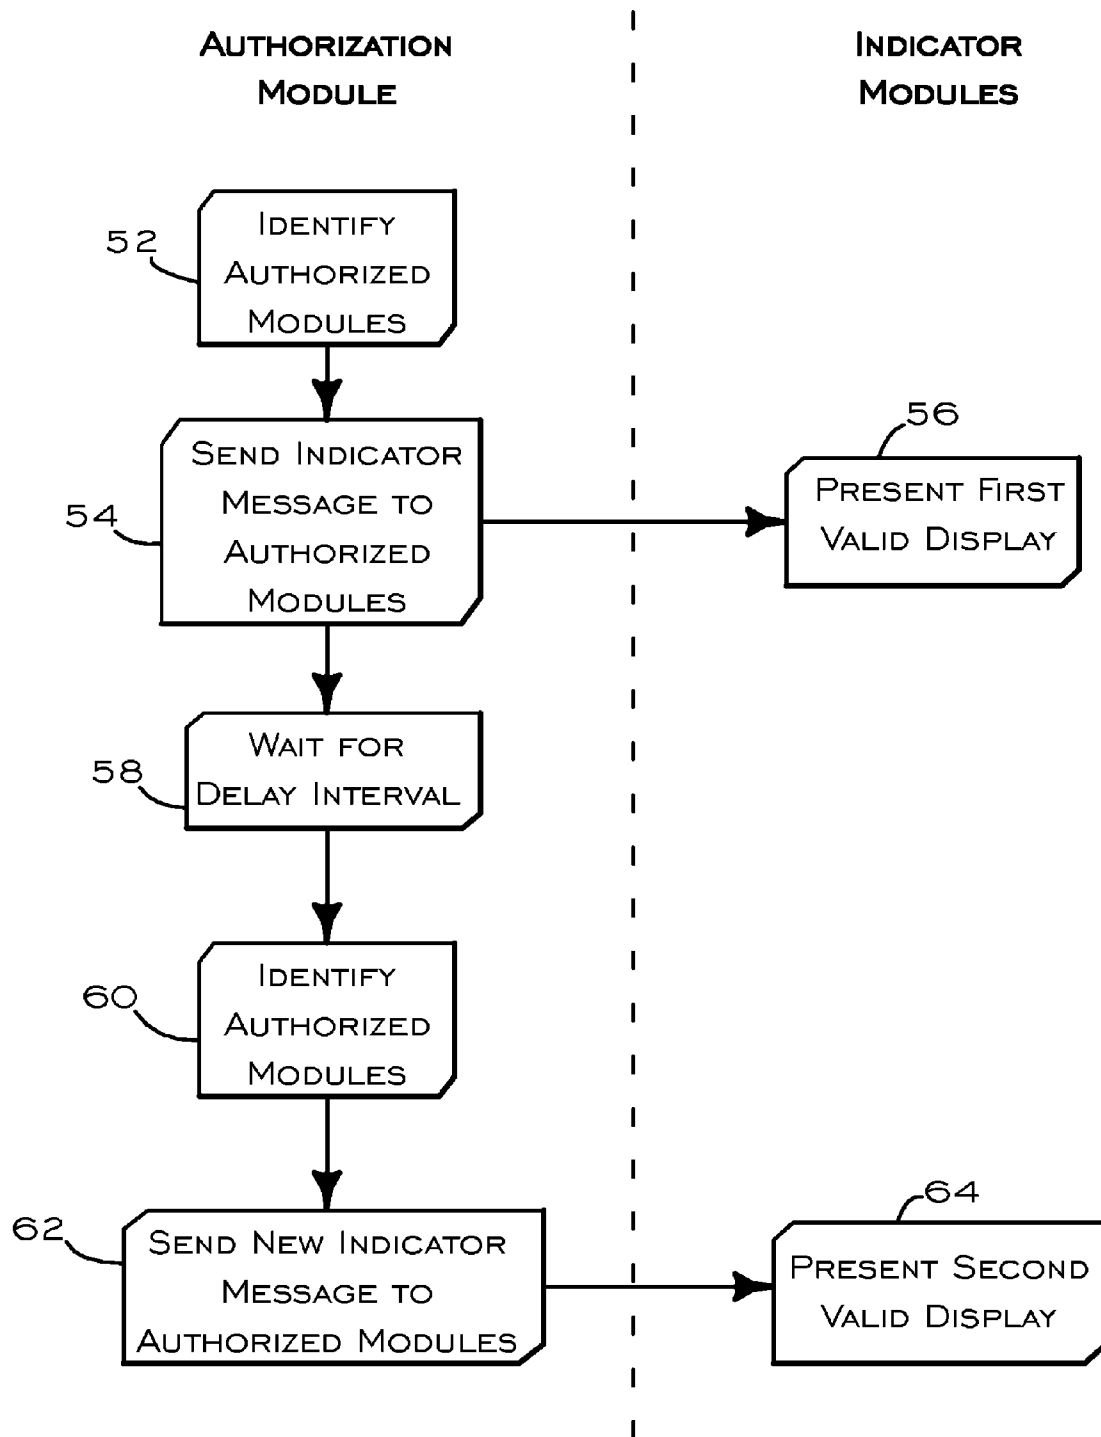 AUTHORIZATION
MODULE
INDICATOR
MODULES
52
IDENTIFY
AUTHORIZED
MODULES
54
SEND INDICATOR
MESSAGE TO
AUTHORIZED
MODULES
56
PRESENT FIRST
VALID DISPLAY
58
WAIT FOR
DELAY INTERVAL
60
IDENTIFY
AUTHORIZED
MODULES
62
SEND NEW INDICATOR
MESSAGE TO
AUTHORIZED MODULES
64
PRESENT SECOND
VALID DISPLAY